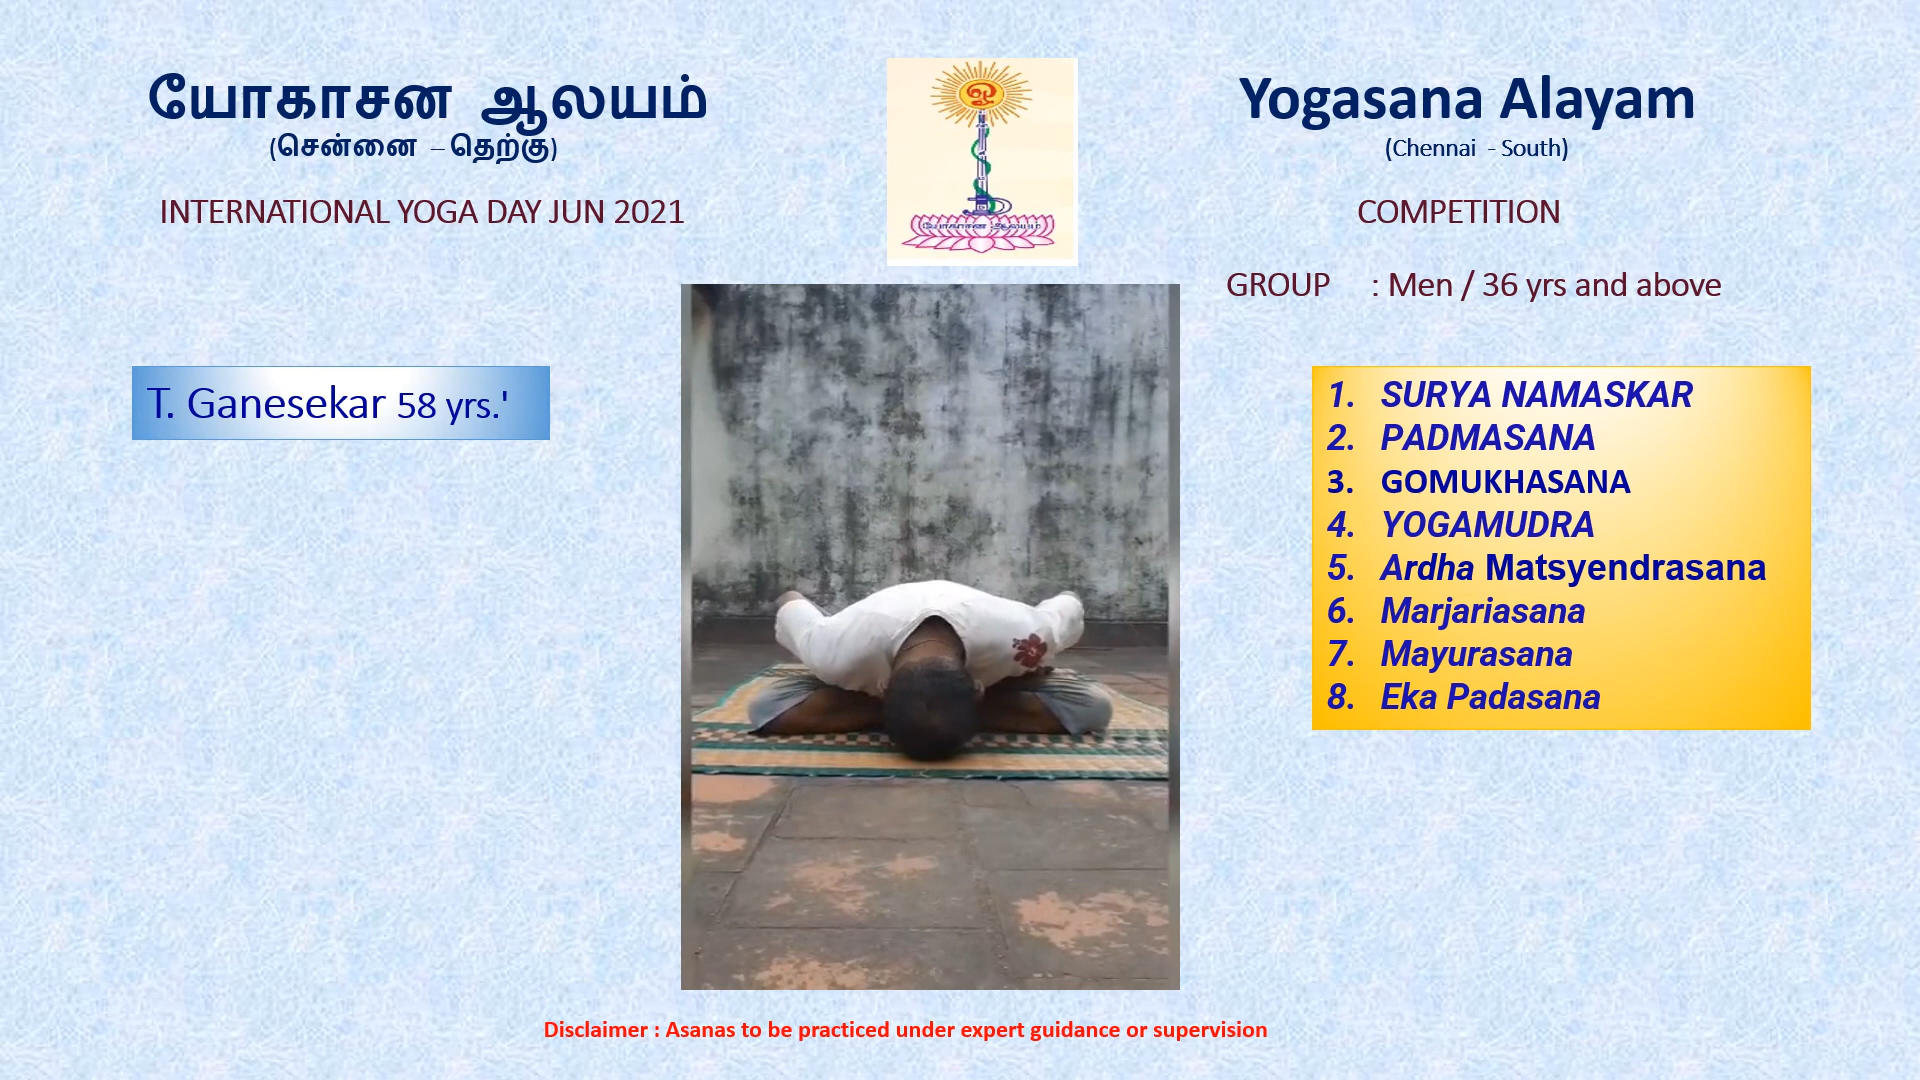 யோகாசன ஆலயம்
(சென்னை – தெற்கு)
INTERNATIONAL YOGA DAY JUN 2021
ஓ
யோகாசன ஆலயம்
Yogasana Alayam
(Chennai - South)
COMPETITION
GROUP : Men / 36 yrs and above
T. Ganesekar 58 yrs.'
1. SURYA NAMASKAR
2. PADMASANA
3. GOMUKHASANA
4. YOGAMUDRA
5. Ardha Matsyendrasana
6. Marjariasana
7. Mayurasana
8. Eka Padasana
Disclaimer : Asanas to be practiced under expert guidance or supervision